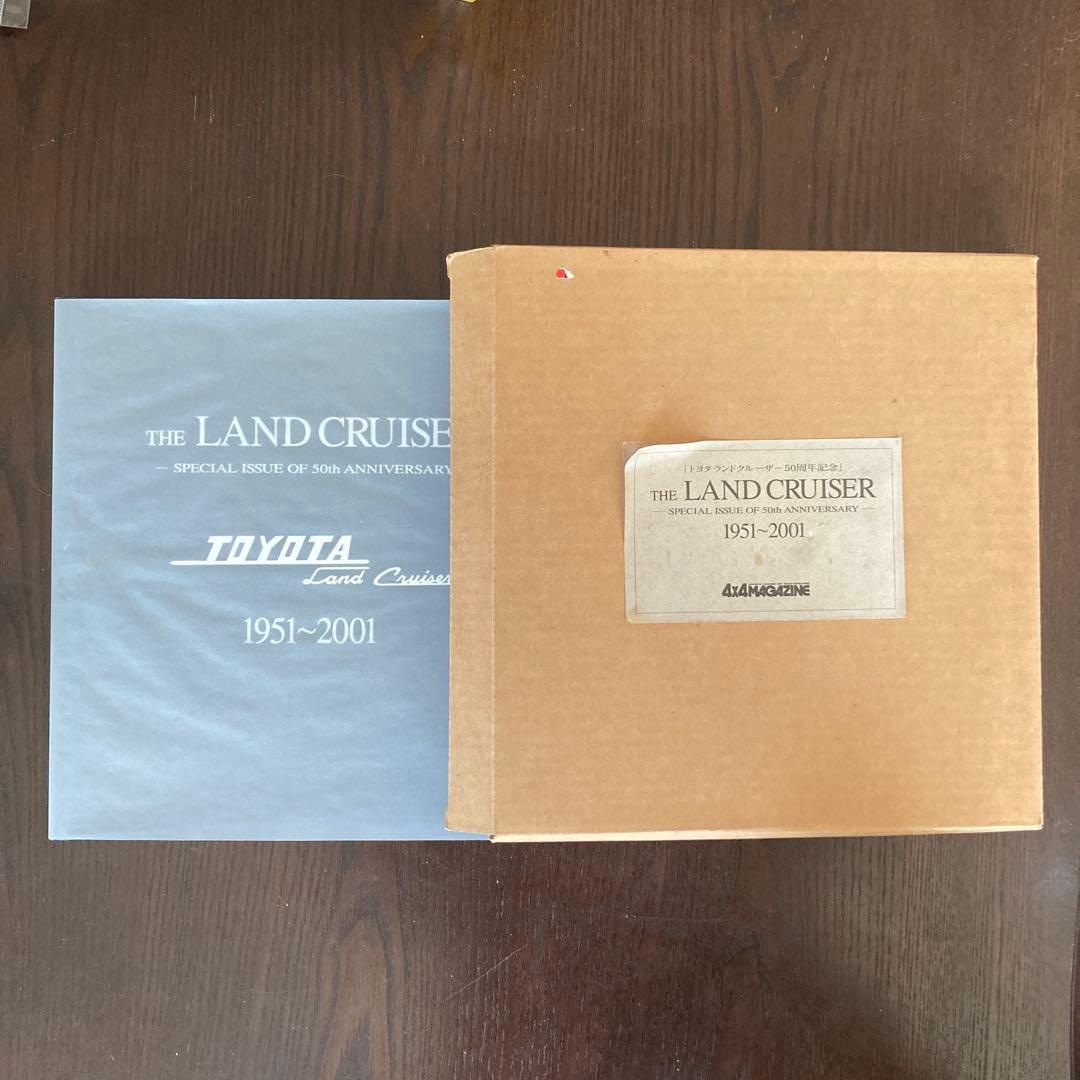 THE LAND CRUISE
— SPECIAL ISSUE OF 50th ANNIVERSARY
TOYOTA
Land Cruiser
1951~2001
「トヨタ ランドクルーザー50周年記念」
THE LAND CRUISER
— SPECIAL ISSUE OF 50th ANNIVERSARY —
1951~2001
4x4MAGAZINE